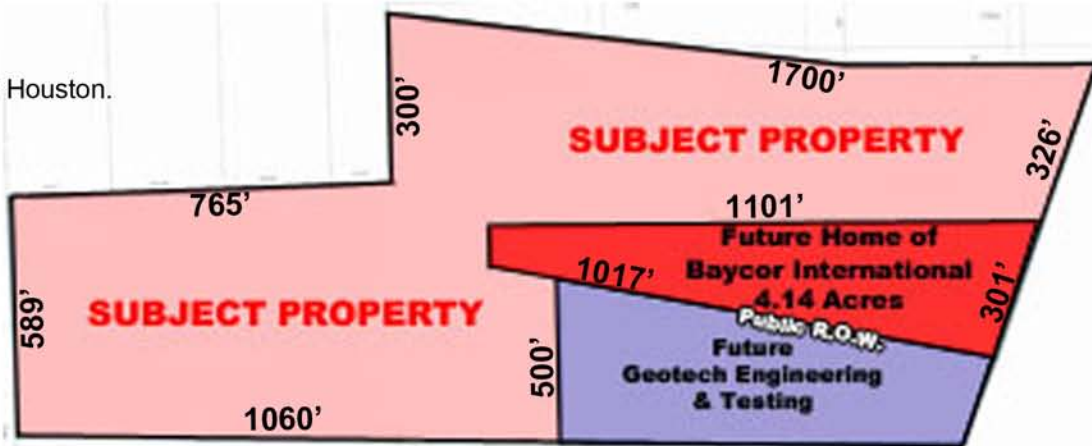 Houston.
1700’
300’
SUBJECT PROPERTY
326’
765’
1101’
Future Home of
Baycor International
4.14 Acres
1017’
301’
589’
SUBJECT PROPERTY
Public R.O.W.
500’
Future
Geotech Engineering
& Testing
1060’